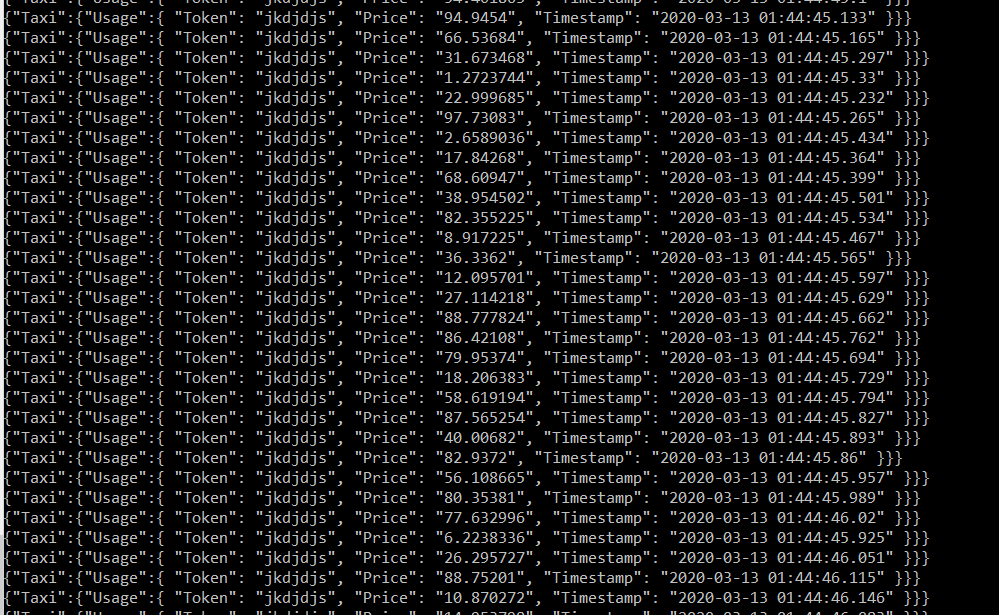 {"Taxi":{"Usage":{ "Token": "jkdjdjs", "Price": "94.9454", "Timestamp": "2020-03-13 01:44:45.133" }}}
{"Taxi":{"Usage":{ "Token": "jkdjdjs", "Price": "66.53684", "Timestamp": "2020-03-13 01:44:45.165" }}}
{"Taxi":{"Usage":{ "Token": "jkdjdjs", "Price": "31.673468", "Timestamp": "2020-03-13 01:44:45.297" }}}
{"Taxi":{"Usage":{ "Token": "jkdjdjs", "Price": "1.2723744", "Timestamp": "2020-03-13 01:44:45.33" }}}
{"Taxi":{"Usage":{ "Token": "jkdjdjs", "Price": "22.999685", "Timestamp": "2020-03-13 01:44:45.232" }}}
{"Taxi":{"Usage":{ "Token": "jkdjdjs", "Price": "97.73083", "Timestamp": "2020-03-13 01:44:45.265" }}}
{"Taxi":{"Usage":{ "Token": "jkdjdjs", "Price": "2.6589036", "Timestamp": "2020-03-13 01:44:45.434" }}}
{"Taxi":{"Usage":{ "Token": "jkdjdjs", "Price": "17.84268", "Timestamp": "2020-03-13 01:44:45.364" }}}
{"Taxi":{"Usage":{ "Token": "jkdjdjs", "Price": "68.60947", "Timestamp": "2020-03-13 01:44:45.399" }}}
{"Taxi":{"Usage":{ "Token": "jkdjdjs", "Price": "38.954502", "Timestamp": "2020-03-13 01:44:45.501" }}}
{"Taxi":{"Usage":{ "Token": "jkdjdjs", "Price": "82.355225", "Timestamp": "2020-03-13 01:44:45.534" }}}
{"Taxi":{"Usage":{ "Token": "jkdjdjs", "Price": "8.917225", "Timestamp": "2020-03-13 01:44:45.467" }}}
{"Taxi":{"Usage":{ "Token": "jkdjdjs", "Price": "36.3362", "Timestamp": "2020-03-13 01:44:45.565" }}}
{"Taxi":{"Usage":{ "Token": "jkdjdjs", "Price": "12.095701", "Timestamp": "2020-03-13 01:44:45.597" }}}
{"Taxi":{"Usage":{ "Token": "jkdjdjs", "Price": "27.114218", "Timestamp": "2020-03-13 01:44:45.629" }}}
{"Taxi":{"Usage":{ "Token": "jkdjdjs", "Price": "88.777824", "Timestamp": "2020-03-13 01:44:45.662" }}}
{"Taxi":{"Usage":{ "Token": "jkdjdjs", "Price": "86.42108", "Timestamp": "2020-03-13 01:44:45.762" }}}
{"Taxi":{"Usage":{ "Token": "jkdjdjs", "Price": "79.95374", "Timestamp": "2020-03-13 01:44:45.694" }}}
{"Taxi":{"Usage":{ "Token": "jkdjdjs", "Price": "18.206383", "Timestamp": "2020-03-13 01:44:45.729" }}}
{"Taxi":{"Usage":{ "Token": "jkdjdjs", "Price": "58.619194", "Timestamp": "2020-03-13 01:44:45.794" }}}
{"Taxi":{"Usage":{ "Token": "jkdjdjs", "Price": "87.565254", "Timestamp": "2020-03-13 01:44:45.827" }}}
{"Taxi":{"Usage":{ "Token": "jkdjdjs", "Price": "40.00682", "Timestamp": "2020-03-13 01:44:45.893" }}}
{"Taxi":{"Usage":{ "Token": "jkdjdjs", "Price": "82.9372", "Timestamp": "2020-03-13 01:44:45.86" }}}
{"Taxi":{"Usage":{ "Token": "jkdjdjs", "Price": "56.108665", "Timestamp": "2020-03-13 01:44:45.957" }}}
{"Taxi":{"Usage":{ "Token": "jkdjdjs", "Price": "80.35381", "Timestamp": "2020-03-13 01:44:45.989" }}}
{"Taxi":{"Usage":{ "Token": "jkdjdjs", "Price": "77.632996", "Timestamp": "2020-03-13 01:44:46.02" }}}
{"Taxi":{"Usage":{ "Token": "jkdjdjs", "Price": "6.2238336", "Timestamp": "2020-03-13 01:44:45.925" }}}
{"Taxi":{"Usage":{ "Token": "jkdjdjs", "Price": "26.295727", "Timestamp": "2020-03-13 01:44:46.051" }}}
{"Taxi":{"Usage":{ "Token": "jkdjdjs", "Price": "88.75201", "Timestamp": "2020-03-13 01:44:46.115" }}}
{"Taxi":{"Usage":{ "Token": "jkdjdjs", "Price": "10.870272", "Timestamp": "2020-03-13 01:44:46.146" }}}